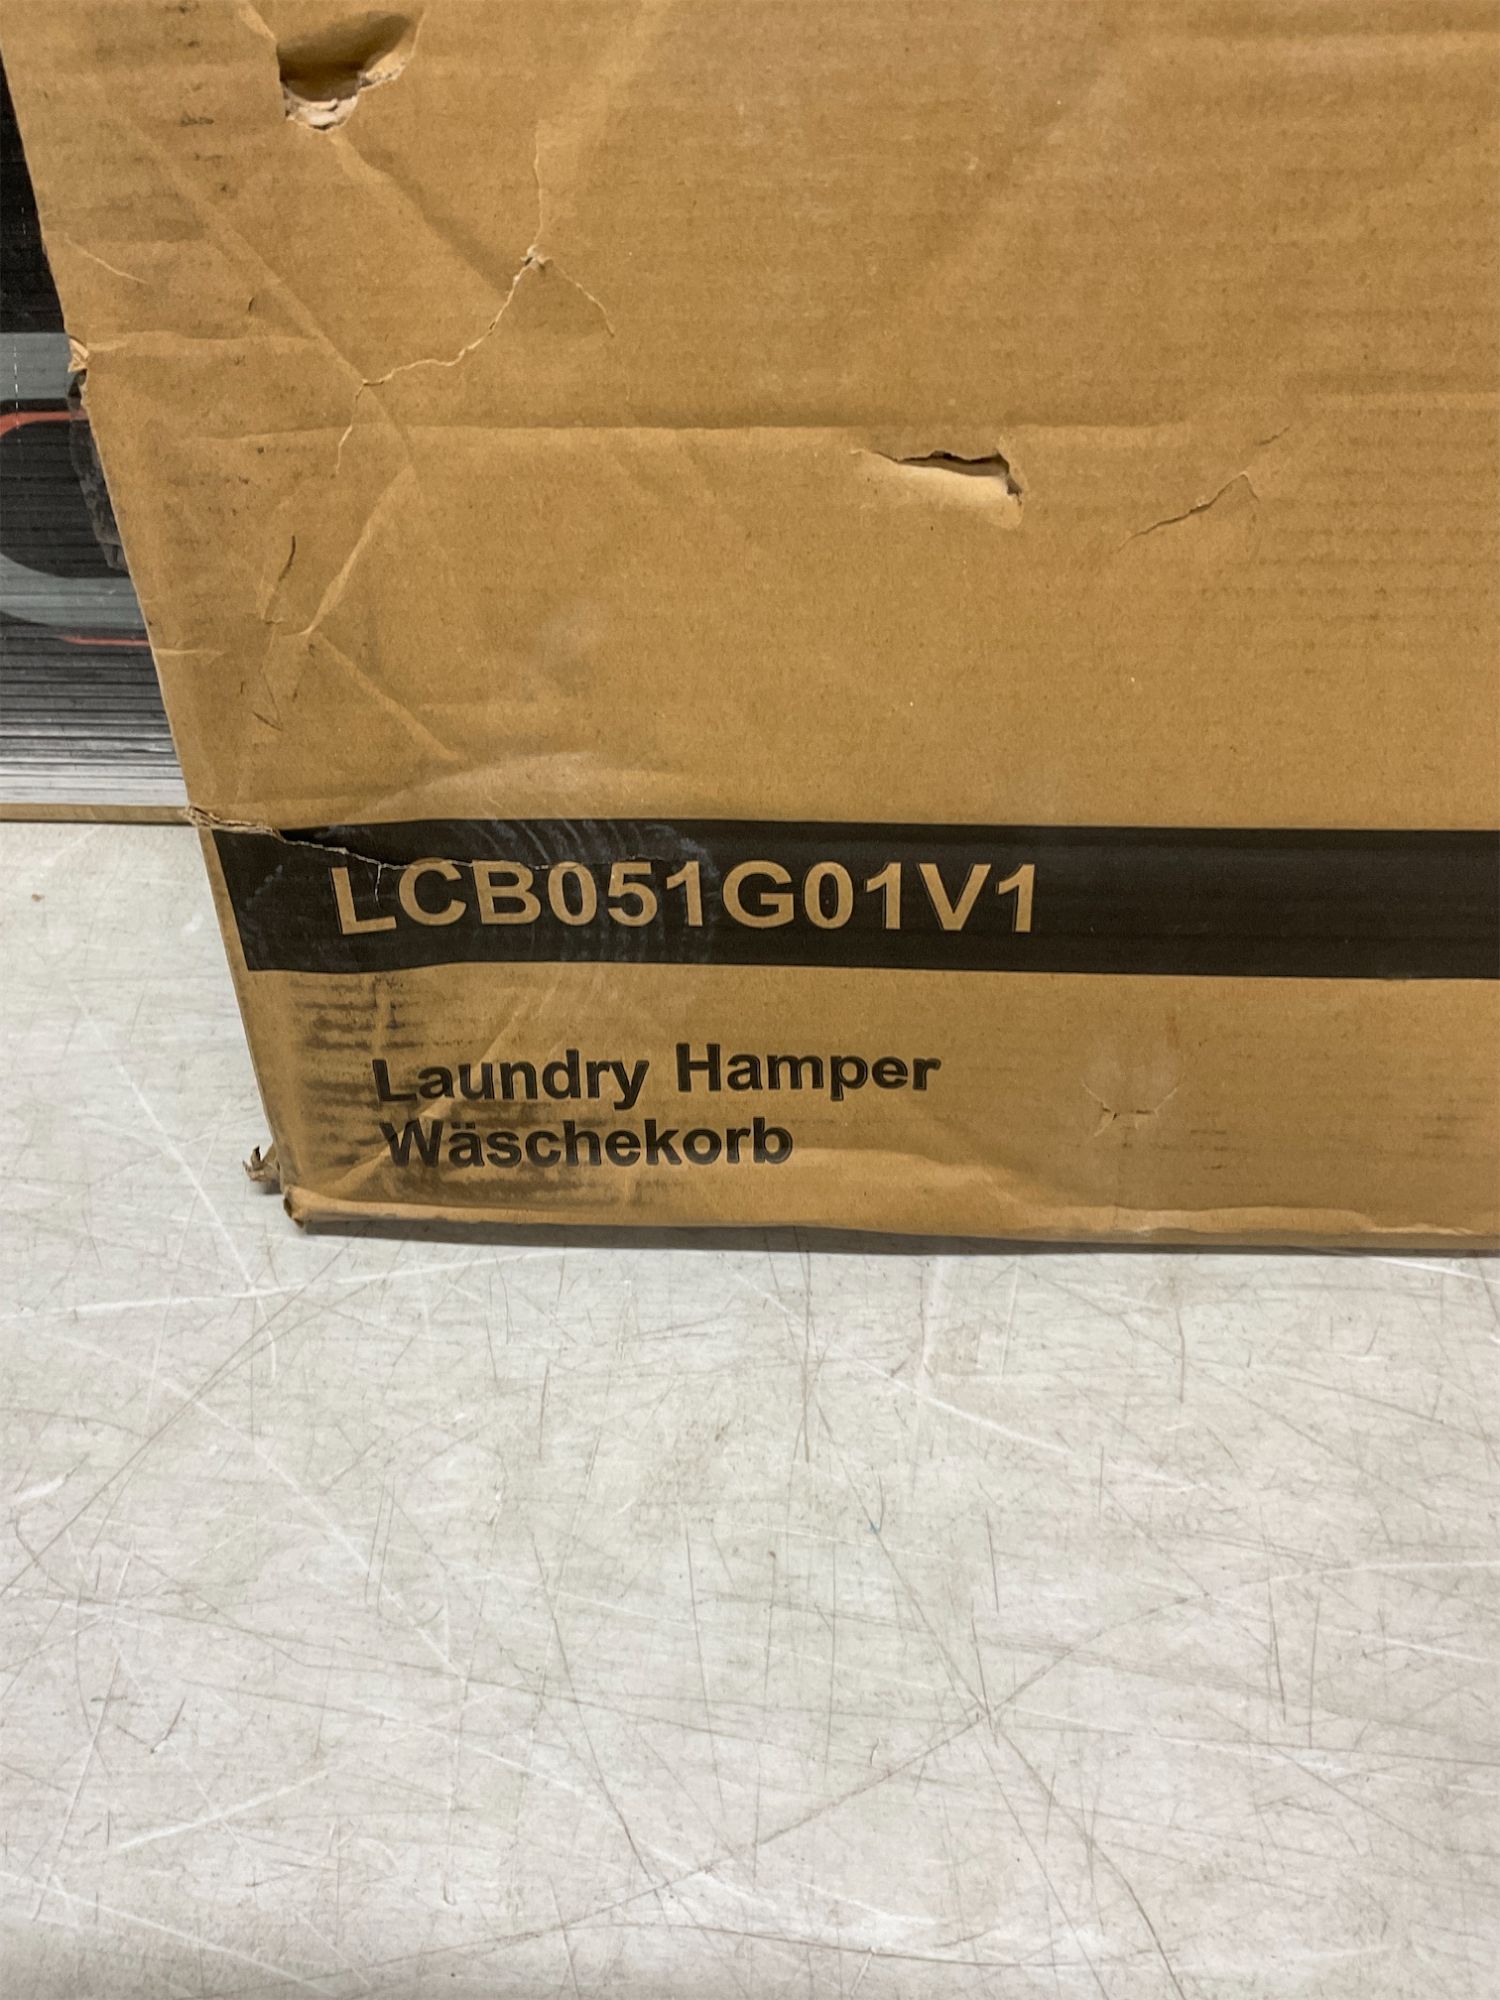 LCB051G01V1
Laundry Hamper
Wäschekorb